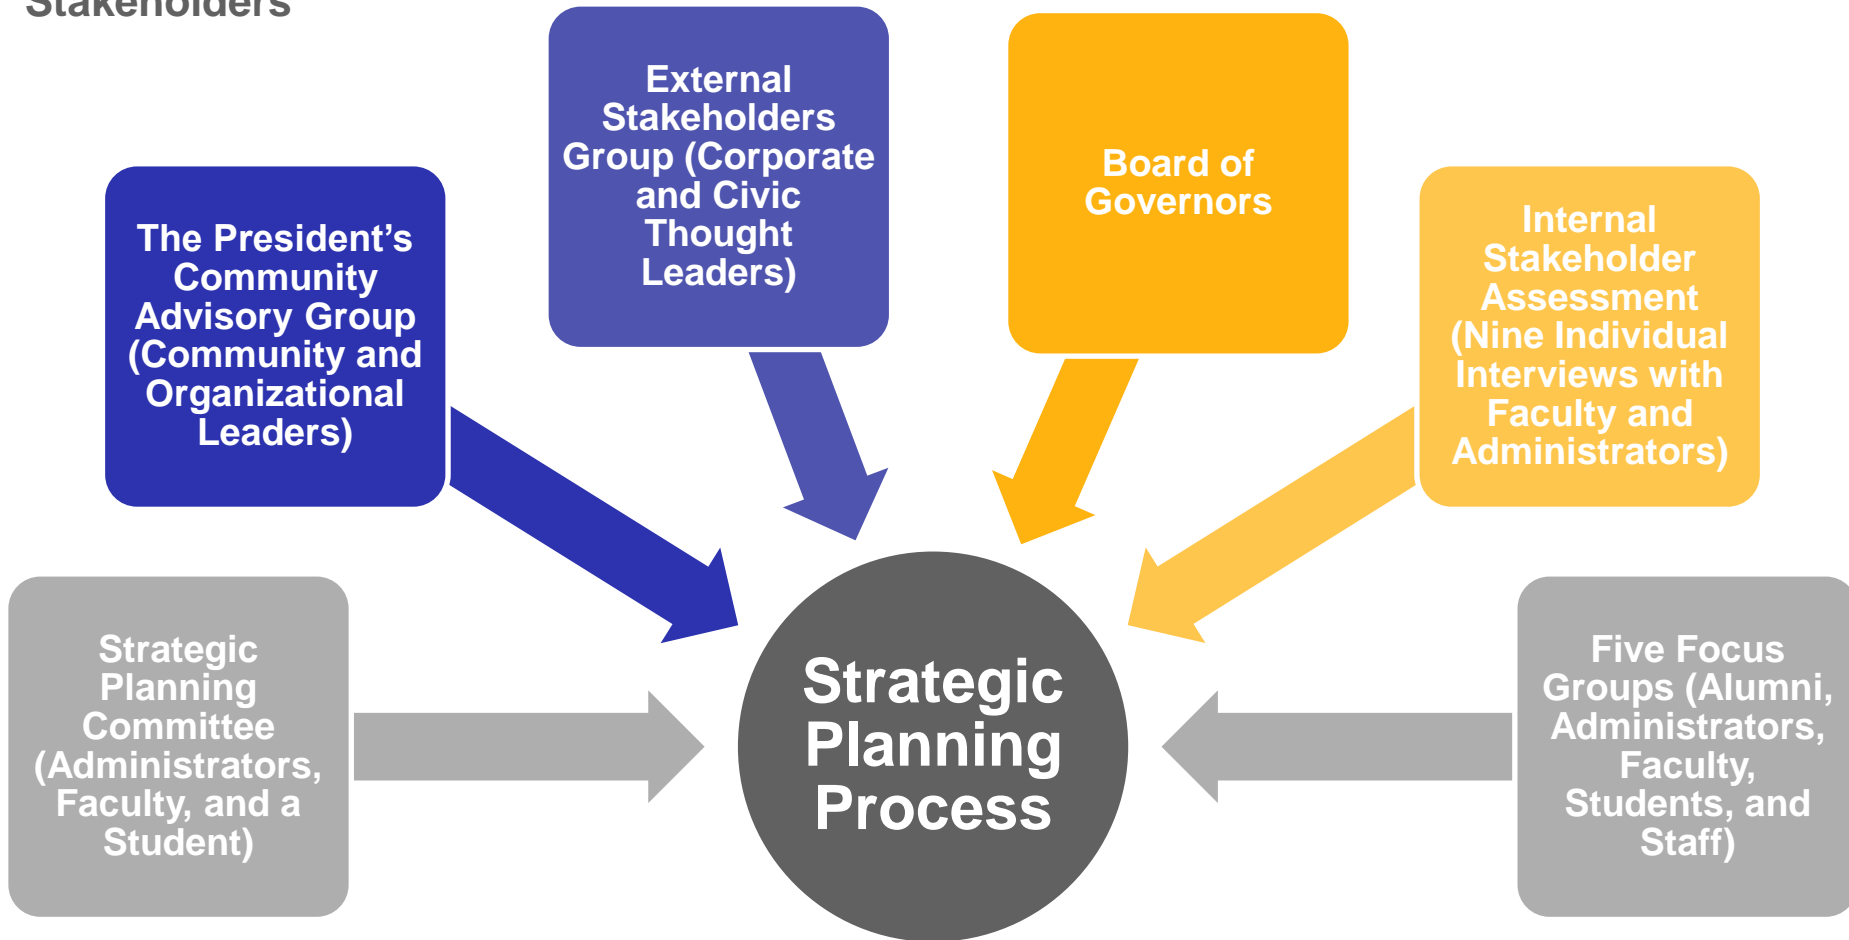 Stakeholders
External
Stakeholders
Group (Corporate
and Civic
Thought
Leaders)
Board of
Governors
The President’s
Community
Advisory Group
(Community and
Organizational
Leaders)
Internal
Stakeholder
Assessment
(Nine Individual
Interviews with
Faculty and
Administrators)
Strategic
Planning
Committee
(Administrators,
Faculty, and a
Student)
Strategic
Planning
Process
Five Focus
Groups (Alumni,
Administrators,
Faculty,
Students, and
Staff)